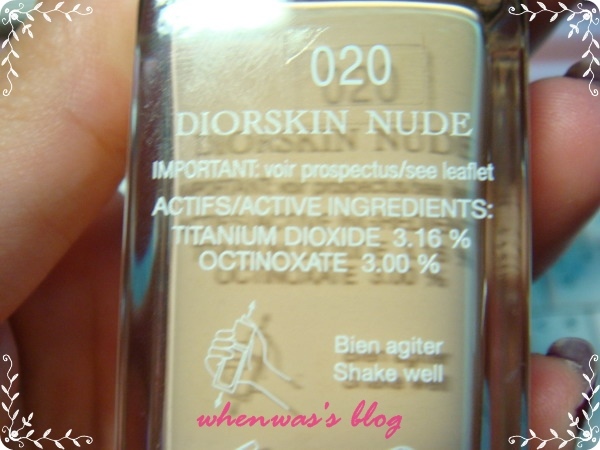 020
DIORSKIN NUDE
IMPORTANT: voir prospectus/see leaflet
ACTIFS/ACTIVE INGREDIENTS:
TITANIUM DIOXIDE 3.16 %
OCTINOXATE 3.00 %
Bien agiter
Shake well
whenwas's blog